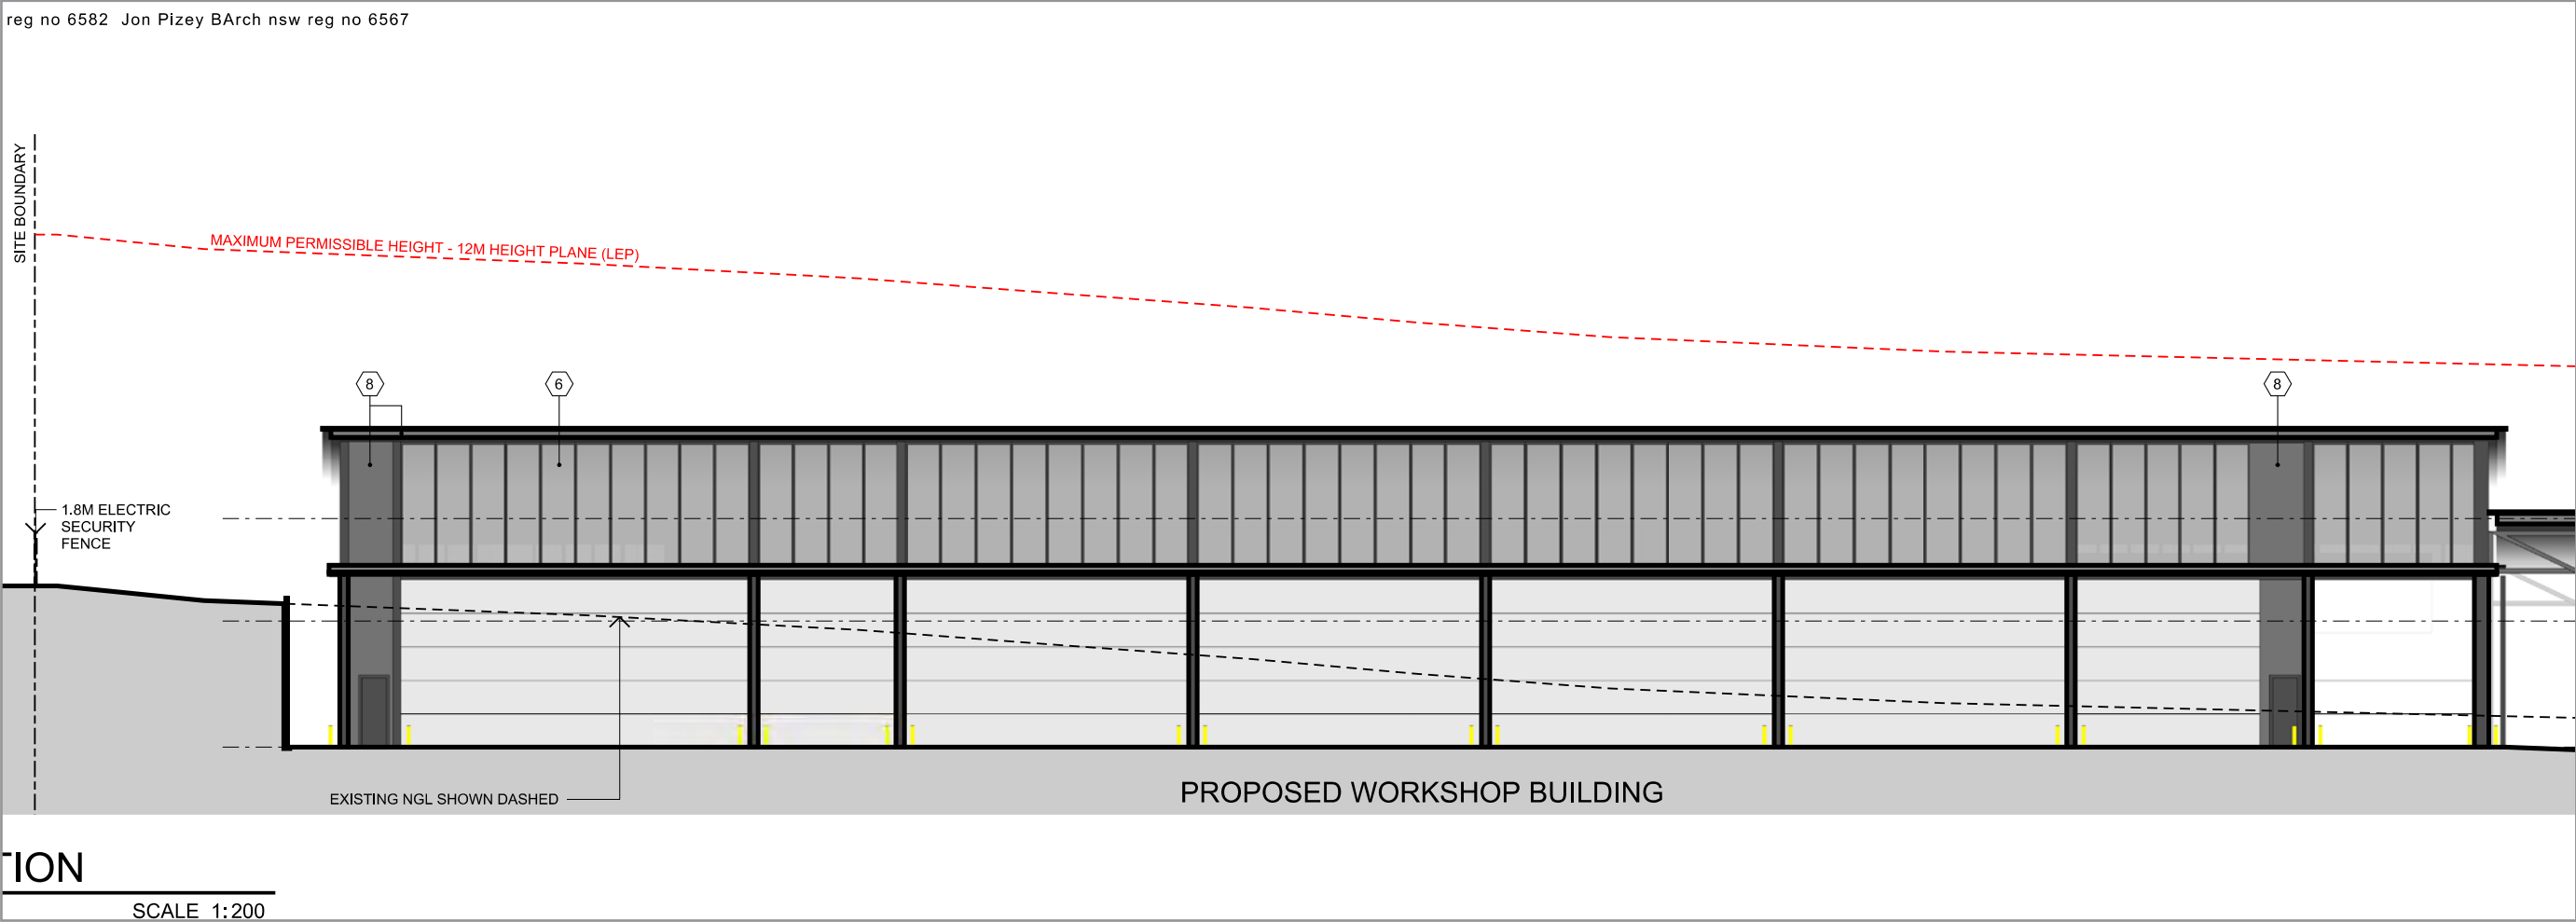 reg no 6582  Jon Pizey BArch nsw reg no 6567
SITE BOUNDARY
MAXIMUM PERMISSIBLE HEIGHT - 12M HEIGHT PLANE (LEP)
8
6
8
1.8M ELECTRIC
SECURITY
FENCE
EXISTING NGL SHOWN DASHED
PROPOSED WORKSHOP BUILDING
TION
SCALE 1:200